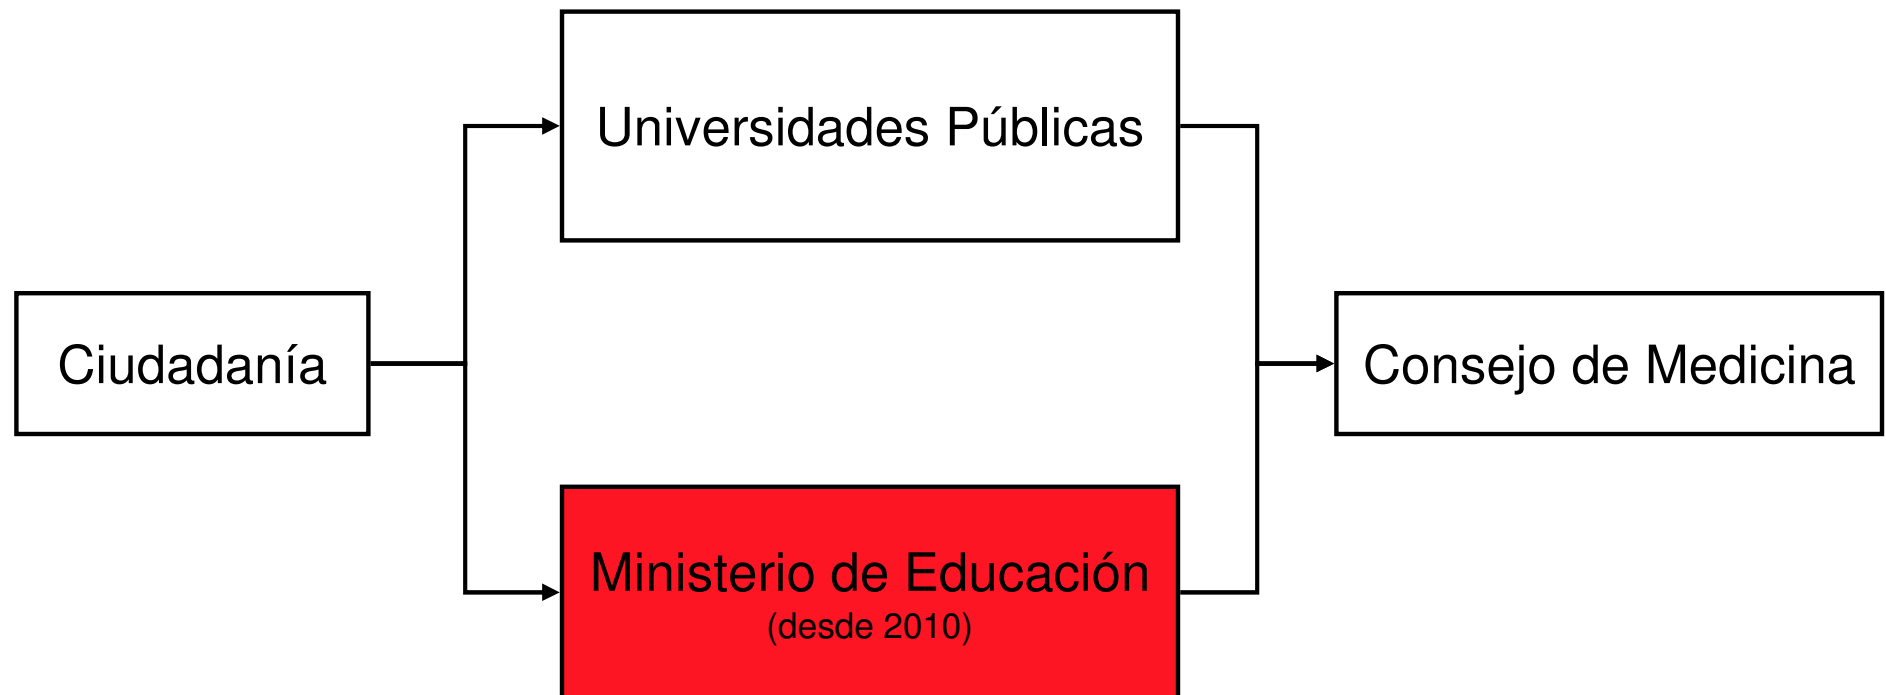 Universidades Públicas
Ciudadanía
Consejo de Medicina
Ministerio de Educación
(desde 2010)